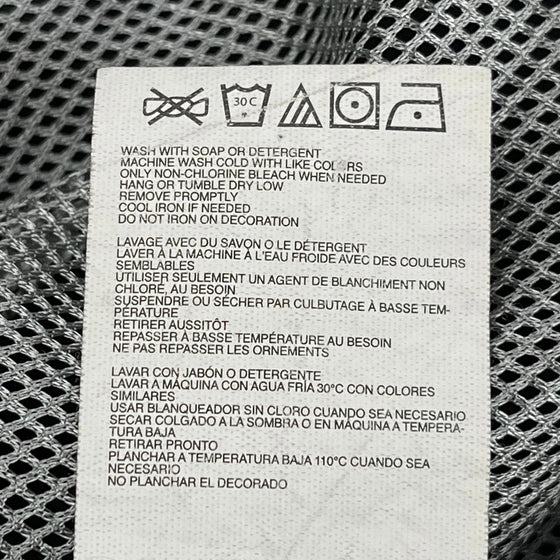 30 C
WASH WITH SOAP OR DETERGENT
MACHINE WASH COLD WITH LIKE COLORS
ONLY NON-CHLORINE BLEACH WHEN NEEDED
HANG OR TUMBLE DRY LOW
REMOVE PROMPTLY
COOL IRON IF NEEDED
DO NOT IRON ON DECORATION
LAVAGE AVEC DU SAVON O LE DÉTERGENT
LAVER À LA MACHINE À L'EAU FROIDE AVEC DES COULEURS
SEMBLABLES
UTILISER SEULEMENT UN AGENT DE BLANCHIMENT NON
CHLORÉ, AU BESOIN
SUSPENDRE OU SÉCHER PAR CULBUTAGE À BASSE TEM-
PÉRATURE
RETIRER AUSSITÔT
REPASSER À BASSE TEMPÉRATURE AU BESOIN
NE PAS REPASSER LES ORNEMENTS
LAVAR CON JABÓN O DETERGENTE
LAVAR A MÁQUINA CON AGUA FRÍA 30°C CON COLORES
SIMILARES
USAR BLANQUEADOR SIN CLORO CUANDO SEA NECESARIO
SECAR COLGADO A LA SOMBRA O EN MÁQUINA A TEMPERA-
TURA BAJA
RETIRAR PRONTO
PLANCHAR A TEMPERATURA BAJA 110°C CUANDO SEA
NECESARIO
NO PLANCHAR EL DECORADO